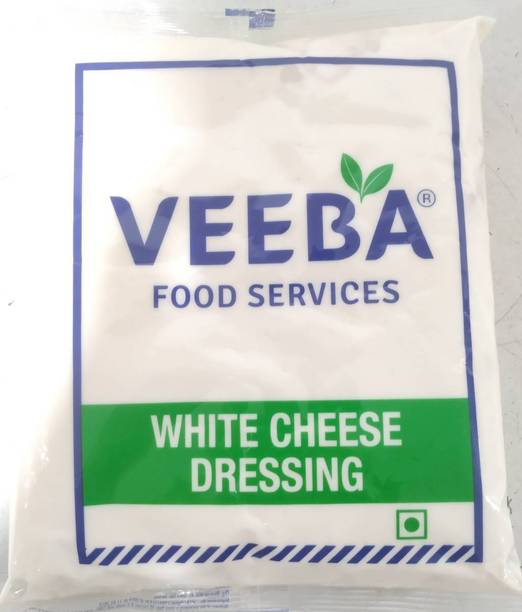 VEEBA®
FOOD SERVICES
WHITE CHEESE
DRESSING